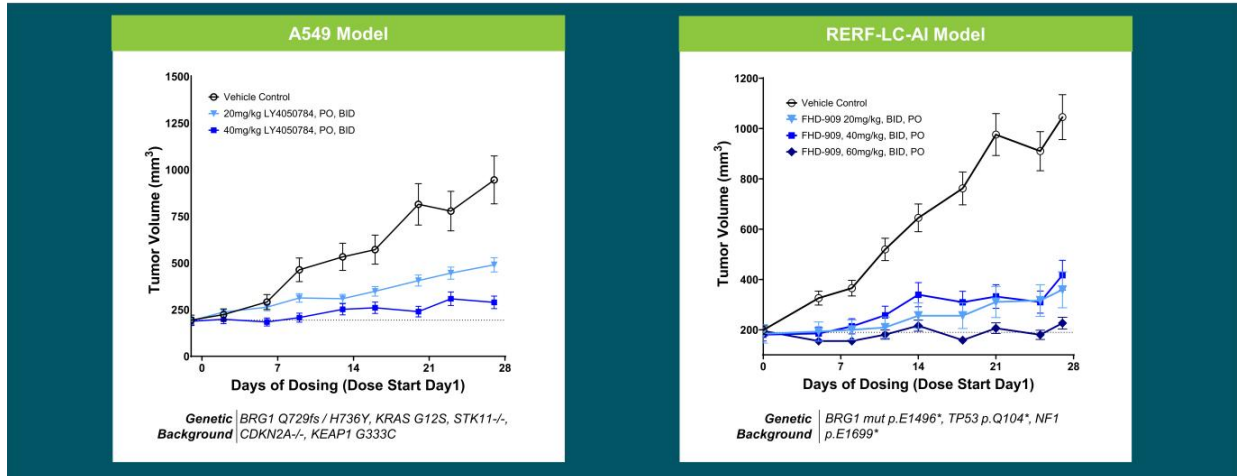 A549 Model
1500
1250
1000
750
500
250
0
Tumor Volume (mm³)
Vehicle Control
20mg/kg LY4050784, PO, BID
40mg/kg LY4050784, PO, BID
0 7 14 21 28
Days of Dosing (Dose Start Day1)
Genetic Background
BRG1 Q729fs / H736Y, KRAS G12S, STK11-/-,
CDKN2A-/-, KEAP1 G333C
RERF-LC-AI Model
1200
1000
800
600
400
200
Tumor Volume (mm³)
Vehicle Control
FHD-909 20mg/kg, BID, PO
FHD-909, 40mg/kg, BID, PO
FHD-909, 60mg/kg, BID, PO
0 7 14 21 28
Days of Dosing (Dose Start Day1)
Genetic Background
BRG1 mut p.E1496*, TP53 p.Q104*, NF1
p.E1699*